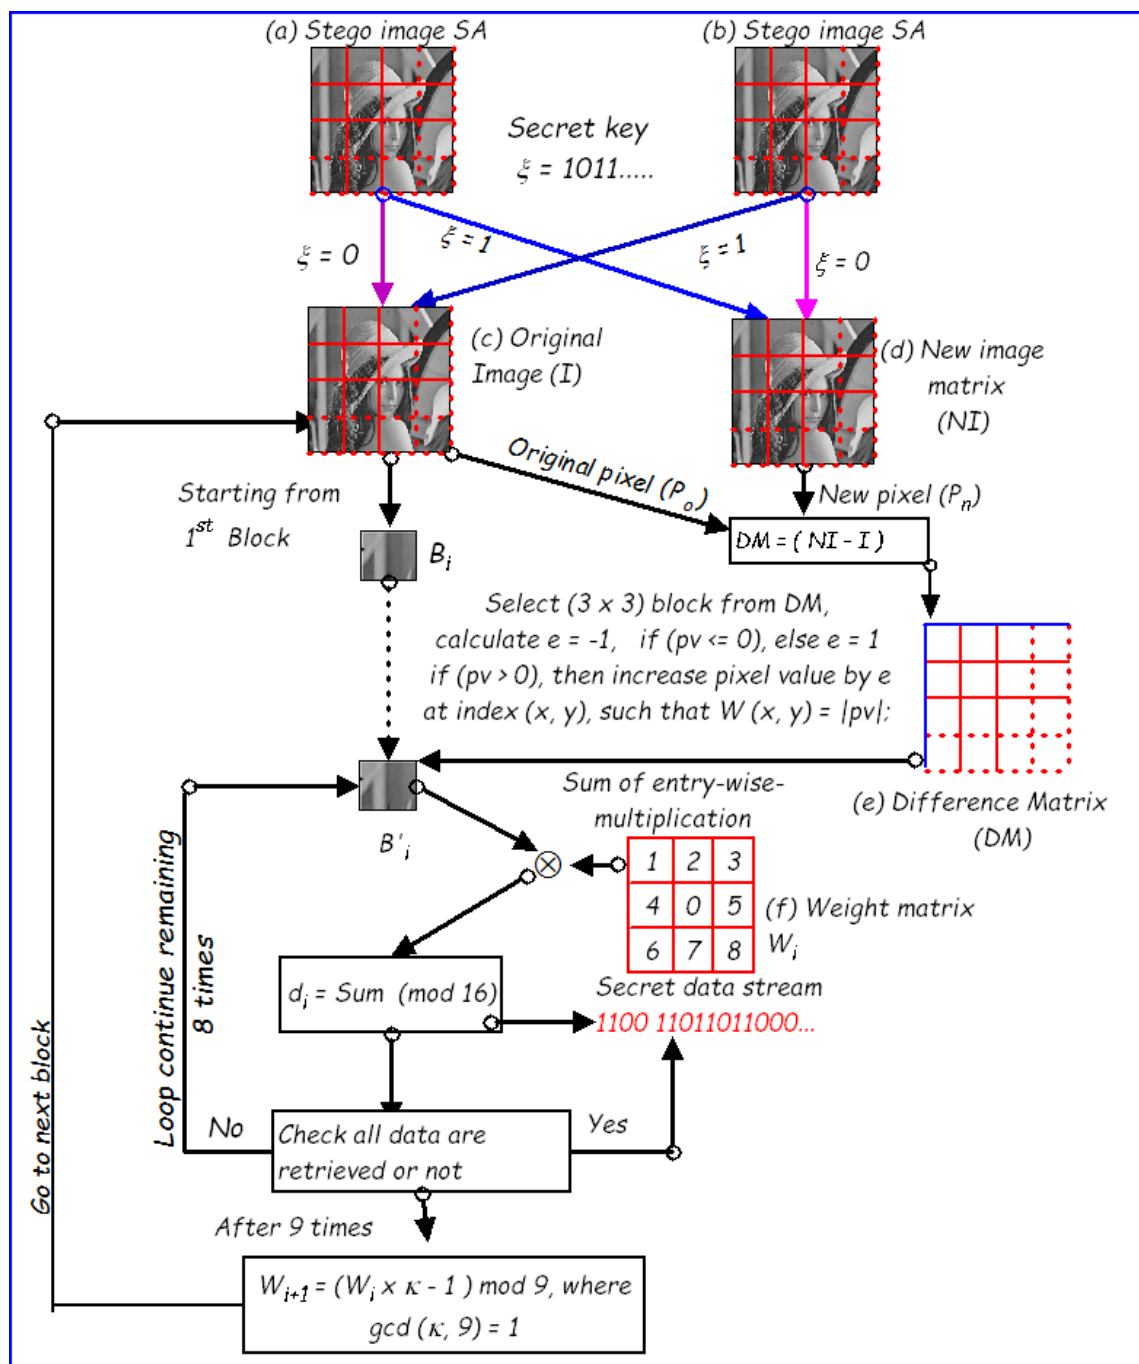 (a) Stego image SA
(b) Stego image SA
Secret key
ξ = 1011.....
ξ = 0
ξ = 1
ξ = 1
ξ = 0
(c) Original
Image (I)
(d) New image
matrix
(NI)
Original pixel (Po)
New pixel (Pn)
Starting from
1st Block
Bi
DM = ( NI - I )
Select (3 x 3) block from DM,
calculate e = -1, if (pv <= 0), else e = 1
if (pv > 0), then increase pixel value by e
at index (x, y), such that W (x, y) = |pv|;
(e) Difference Matrix
(DM)
B'i
Sum of entry-wise-
multiplication
1 2 3
4 0 5
6 7 8
(f) Weight matrix
Wi
di = Sum (mod 16)
Secret data stream
1100 11011011000...
Loop continue remaining
8 times
No
Check all data are
retrieved or not
Yes
Go to next block
After 9 times
Wi+1 = (Wi x κ - 1 ) mod 9, where
gcd (κ, 9) = 1